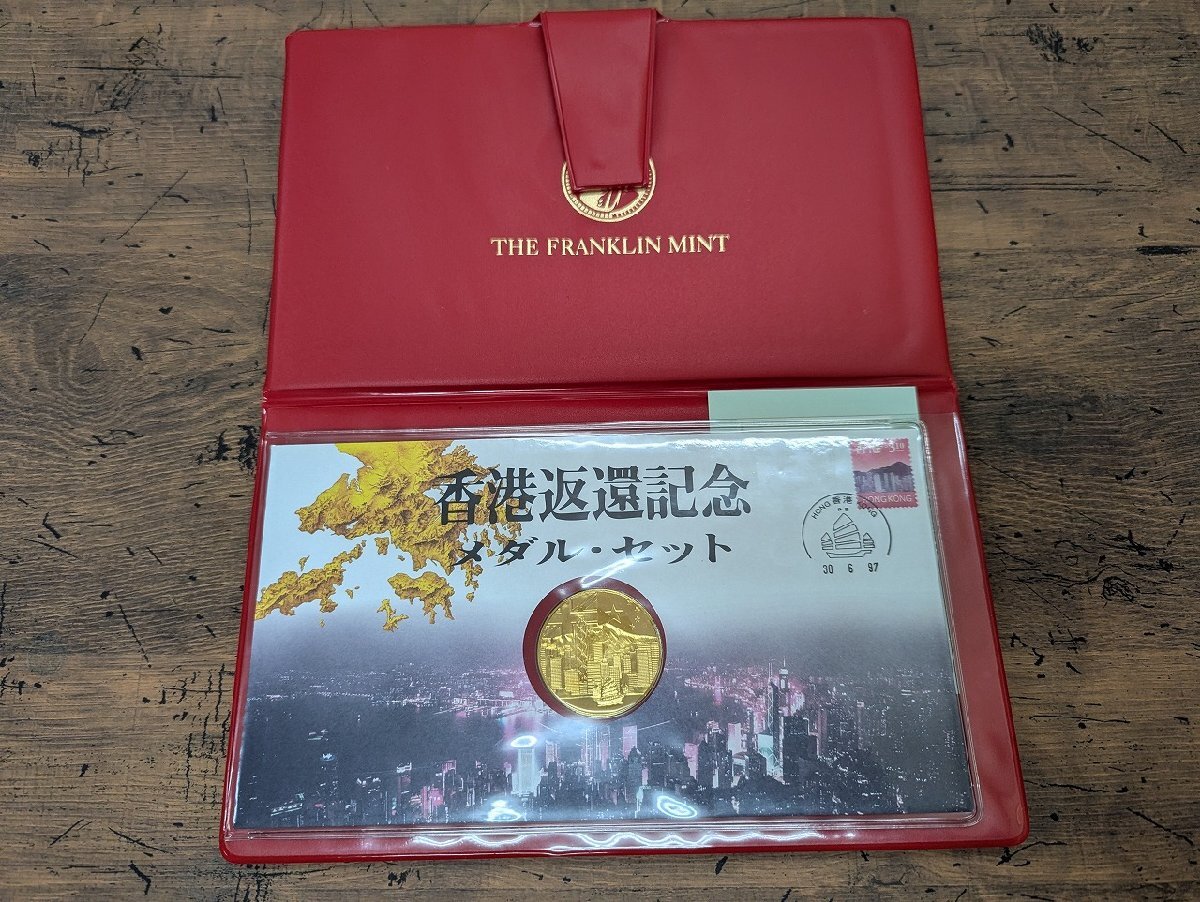 THE FRANKLIN MINT
香港返還記念
メダル・セット
HONG KONG
HONG 香港 KONG
30 6 97